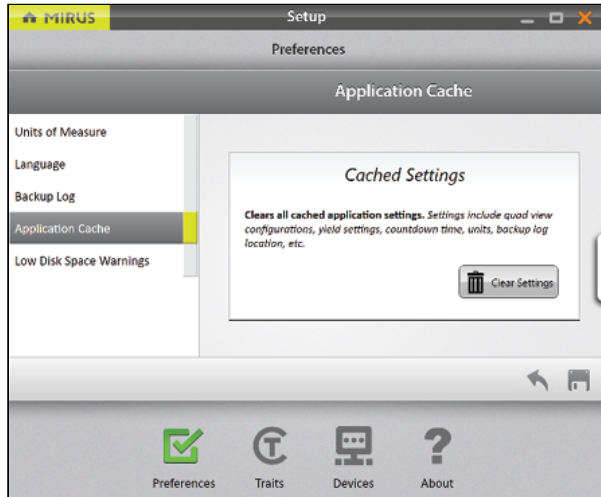 MIRUS
Setup
Preferences
Application Cache
Units of Measure
Language
Backup Log
Application Cache
Low Disk Space Warnings
Cached Settings
Clears all cached application settings. Settings include quad view
configurations, yield settings, countdown time, units, backup log
location, etc.
Clear Settings
Preferences
Traits
Devices
About